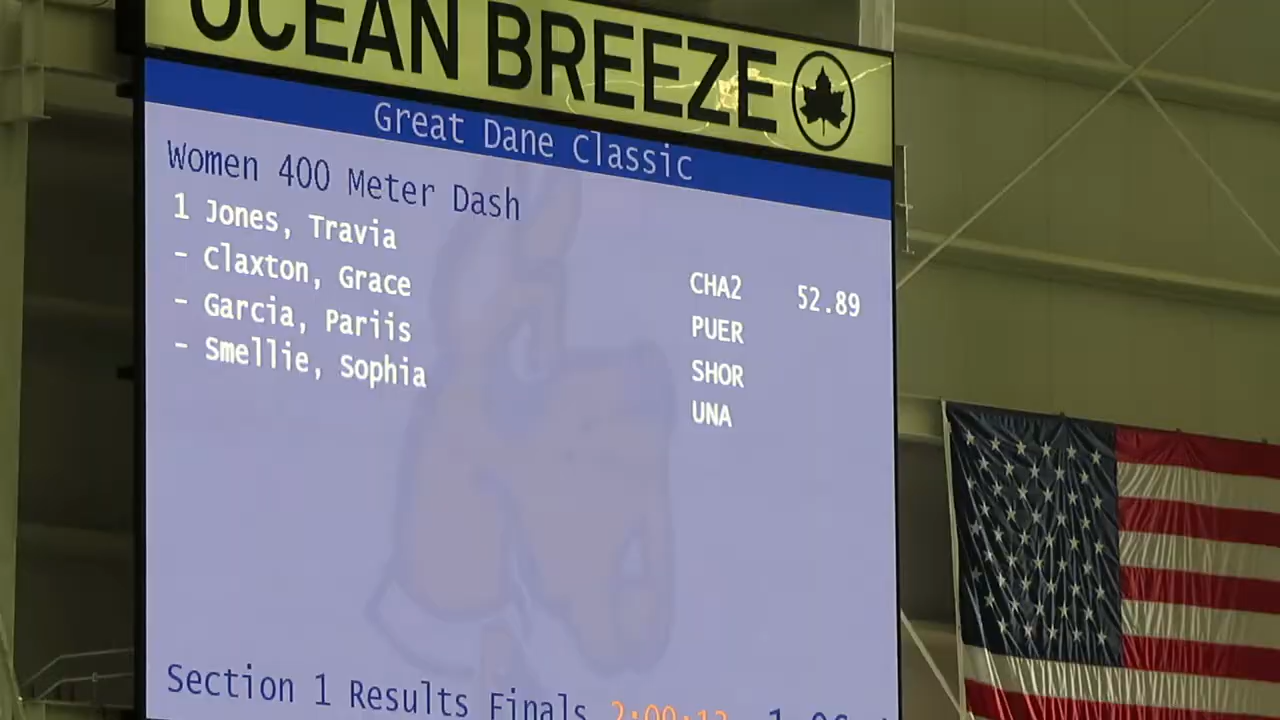 OCEAN BREEZE
Great Dane Classic
Women 400 Meter Dash
1 Jones, Travia CHA2 52.89
- Claxton, Grace PUER
- Garcia, Pariis SHOR
- Smellie, Sophia UNA
Section 1 Results Finals